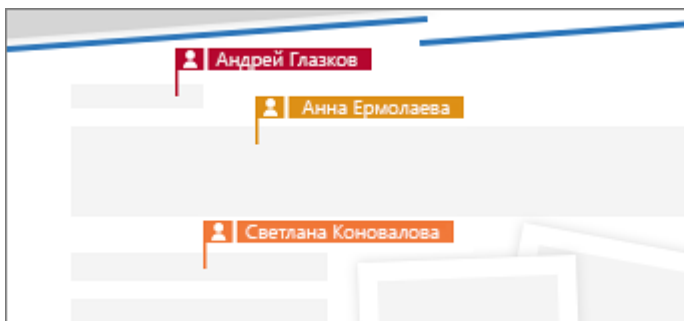 Андрей Глазков
Анна Ермолаева
Светлана Коновалова